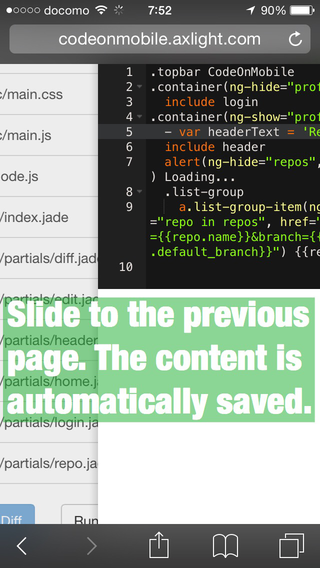 docomo 7:52 90%
codeonmobile.axlight.com
/main.css
/main.js
ode.js
/index.jade
/partials/diff.jade
/partials/edit.ja
/partials/header
/partials/home.ja
/partials/login.ja
/partials/repo.jade
Diff Run
1 .topbar CodeOnMobile
2 .container(ng-hide="prof
3 include login
4 .container(ng-show="prof
5 - var headerText = 'Re
6 include header
7 alert(ng-hide="repos",
) Loading...
8 .list-group
9 a.list-group-item(ng
="repo in repos", href="
={{repo.name}}&branch={{
.default_branch}}") {{re
10
Slide to the previous
page. The content is
automatically saved.